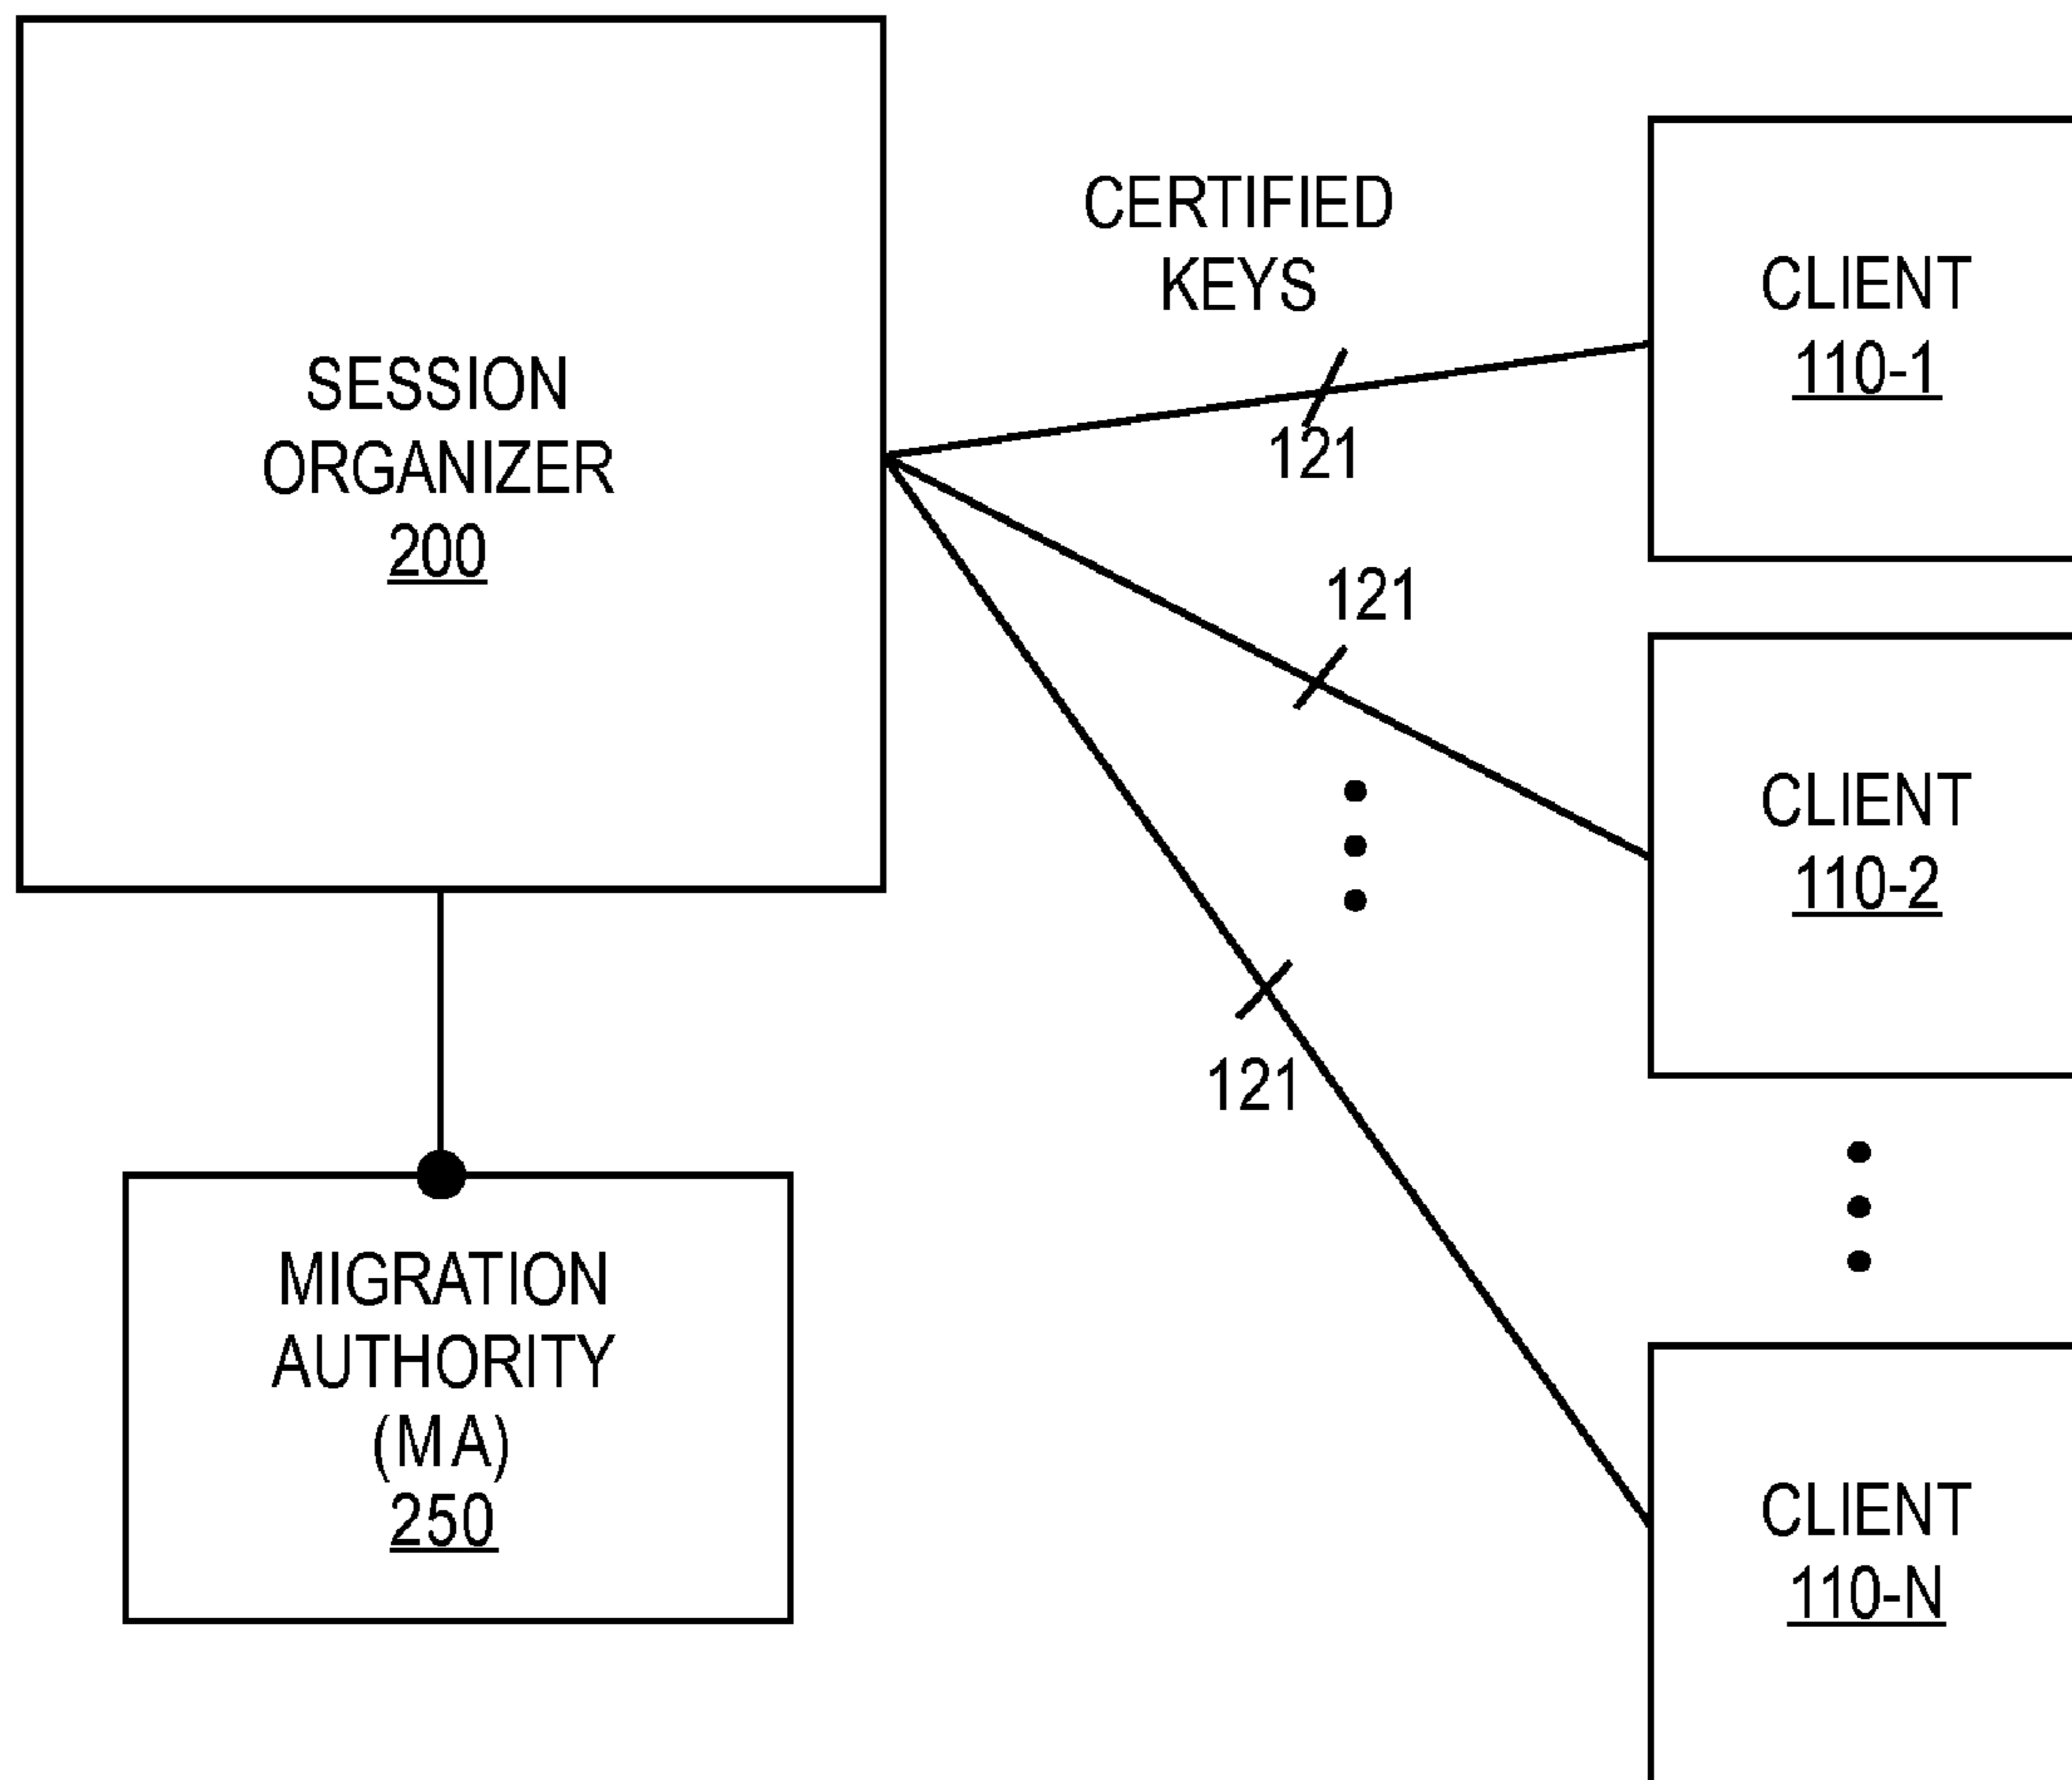 SESSION
ORGANIZER
200
CERTIFIED
KEYS
121
121
121
CLIENT
110-1
CLIENT
110-2
CLIENT
110-N
MIGRATION
AUTHORITY
(MA)
250